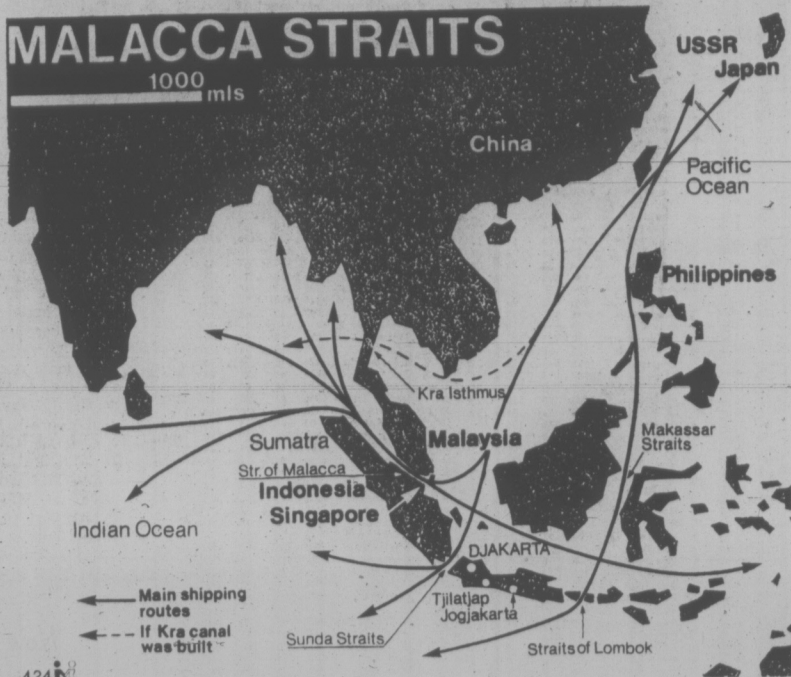 MALACCA STRAITS
1000
mls
USSR
Japan
China
Pacific
Ocean
Philippines
Kra Isthmus
Sumatra
Malaysia
Makassar
Straits
Str. of Malacca
Indonesia
Singapore
Indian Ocean
DJAKARTA
Main shipping
routes
Tjilatjap
Jogjakarta
If Kra canal
was built
Sunda Straits
Straits of Lombok